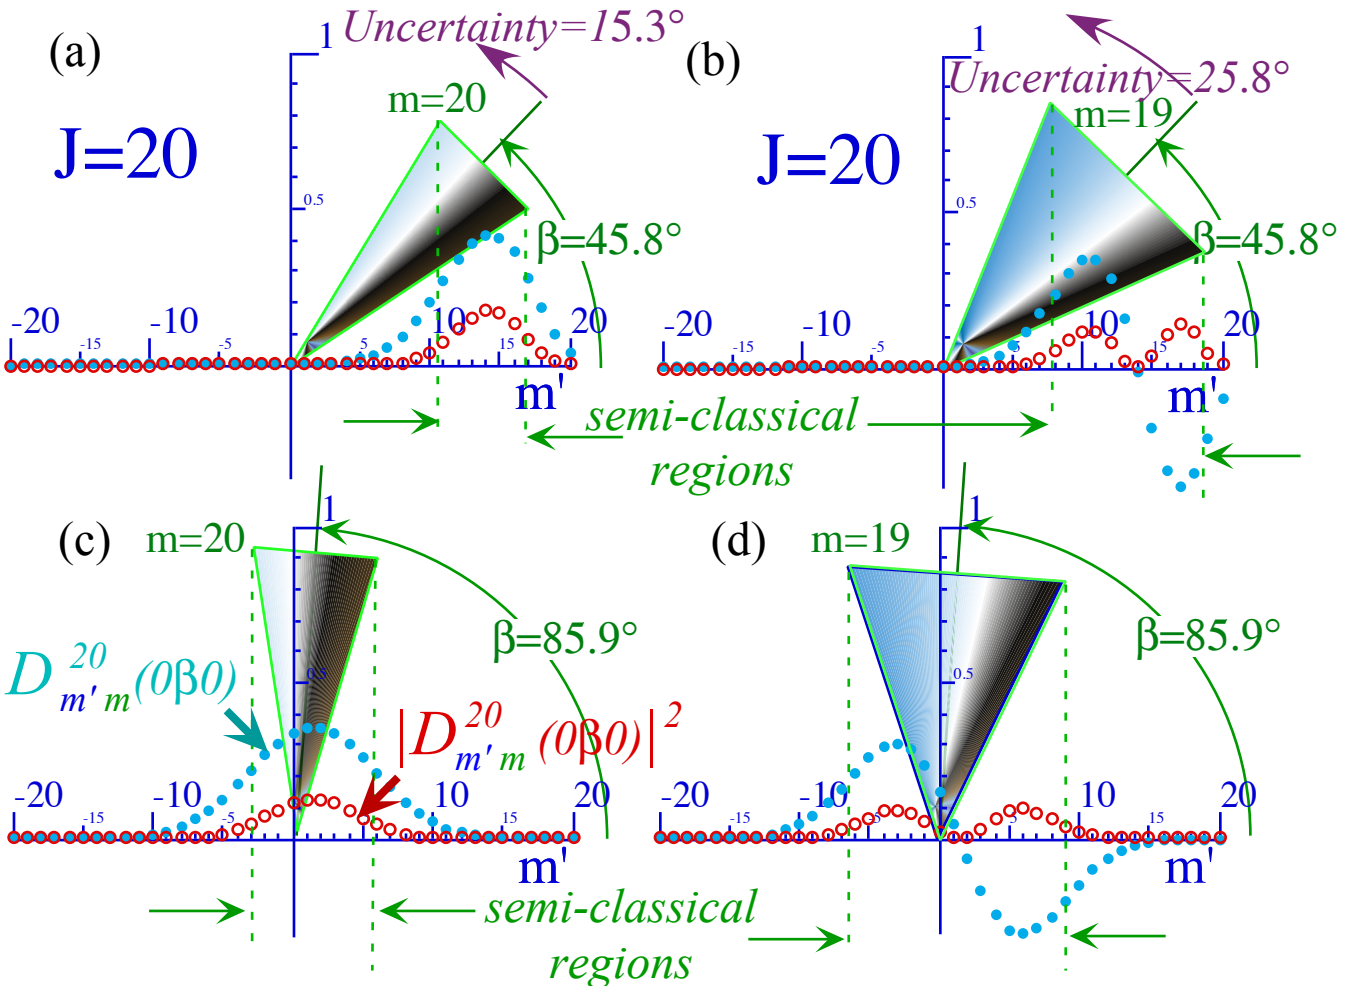 (a)
1
Uncertainty=15.3°
m=20
J=20
0.5
β=45.8°
-20
-15
-10
-5
5
10
15
20
m'
(b)
1
Uncertainty=25.8°
m=19
J=20
0.5
β=45.8°
-20
-15
-10
-5
5
10
15
20
m'
semi-classical
regions
(c)
1
m=20
β=85.9°
0.5
D 20 m' m (0β0)
|D 20 m' m (0β0)| 2
-20
-15
-10
-5
5
10
15
20
m'
(d)
1
m=19
β=85.9°
0.5
-20
-15
-10
-5
5
10
15
20
m'
semi-classical
regions